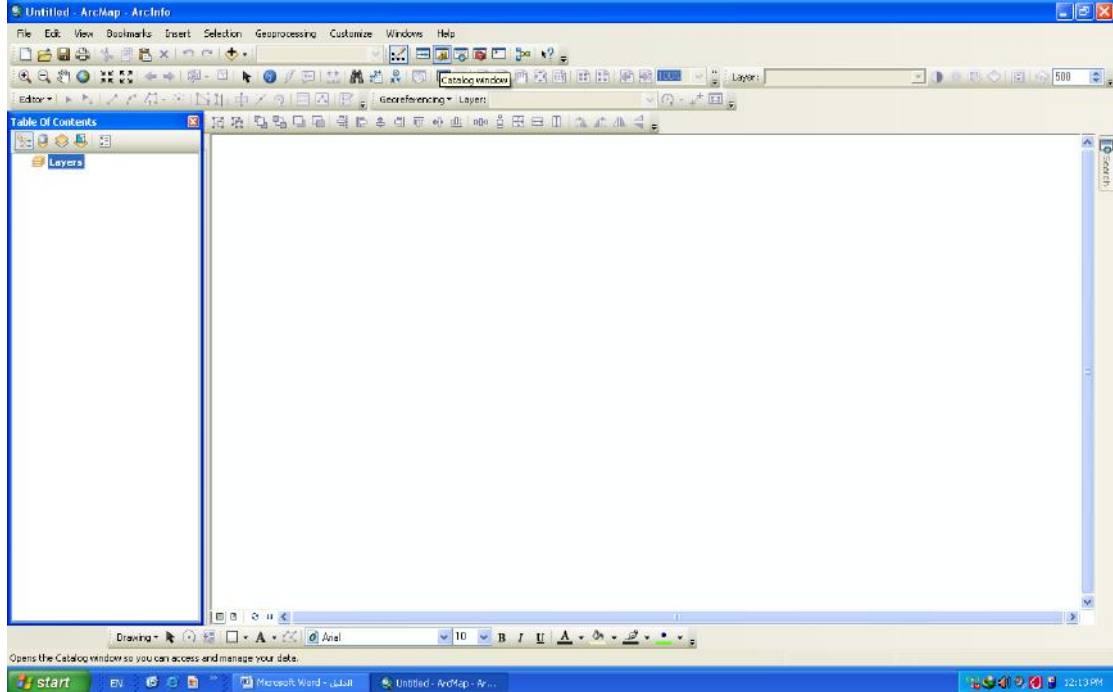 Untitled - ArcMap - ArcInfo
File Edit View Bookmarks Insert Selection Geoprocessing Customize Windows Help
Layer:
500
Catalog window
Editor
Georeferencing Layer:
Table Of Contents
Layers
Search
Drawing
A
Arial
10
B I U A
Opens the Catalog window so you can access and manage your data.
start
EN
Microsoft Word - الدليل
Untitled - ArcMap - Ar...
12:13 PM